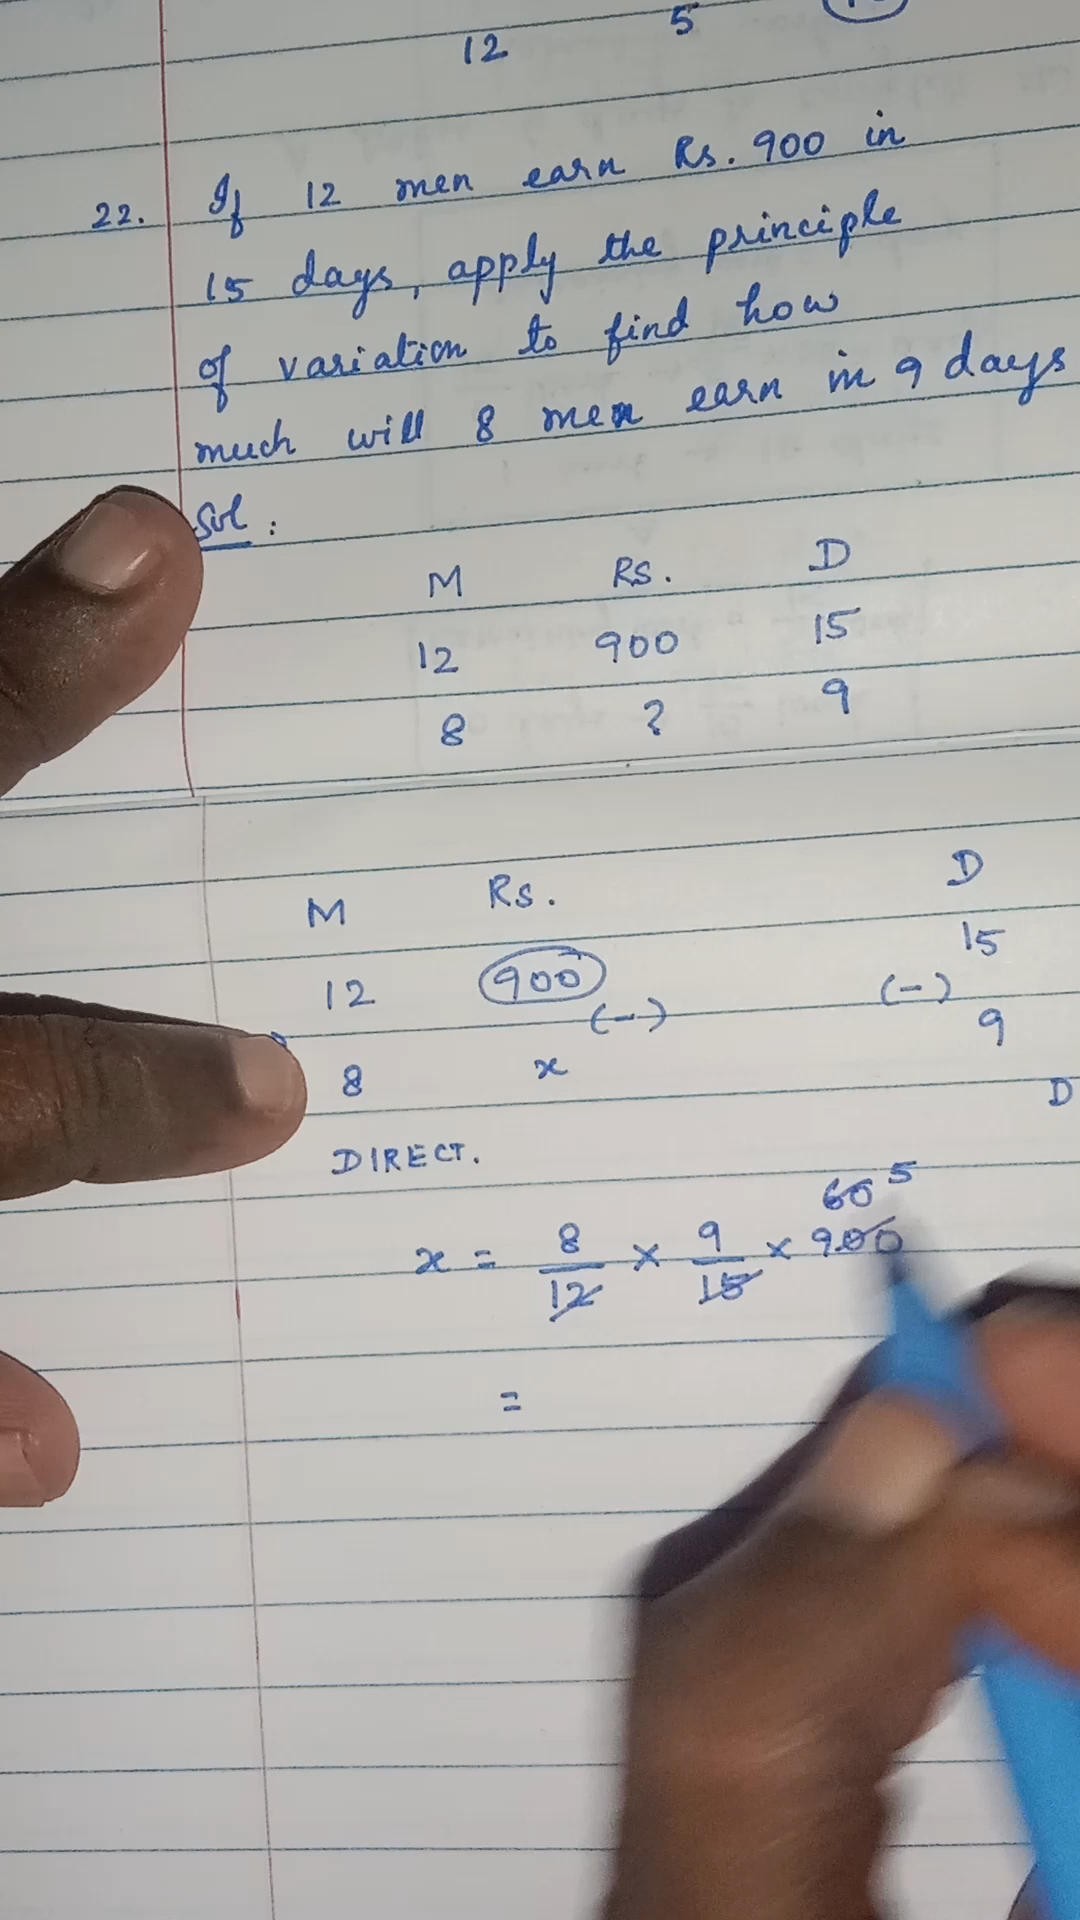 12 5
22. If 12 men earn Rs. 900 in
15 days, apply the principle
of variation to find how
much will 8 men earn in 9 days
Sol :
M RS. D
12 900 15
8 ? 9
M Rs. D
12 900 15
(-) (-)
8 x 9
D
DIRECT.
60 5
x = 8/12 × 9/15 × 900
=